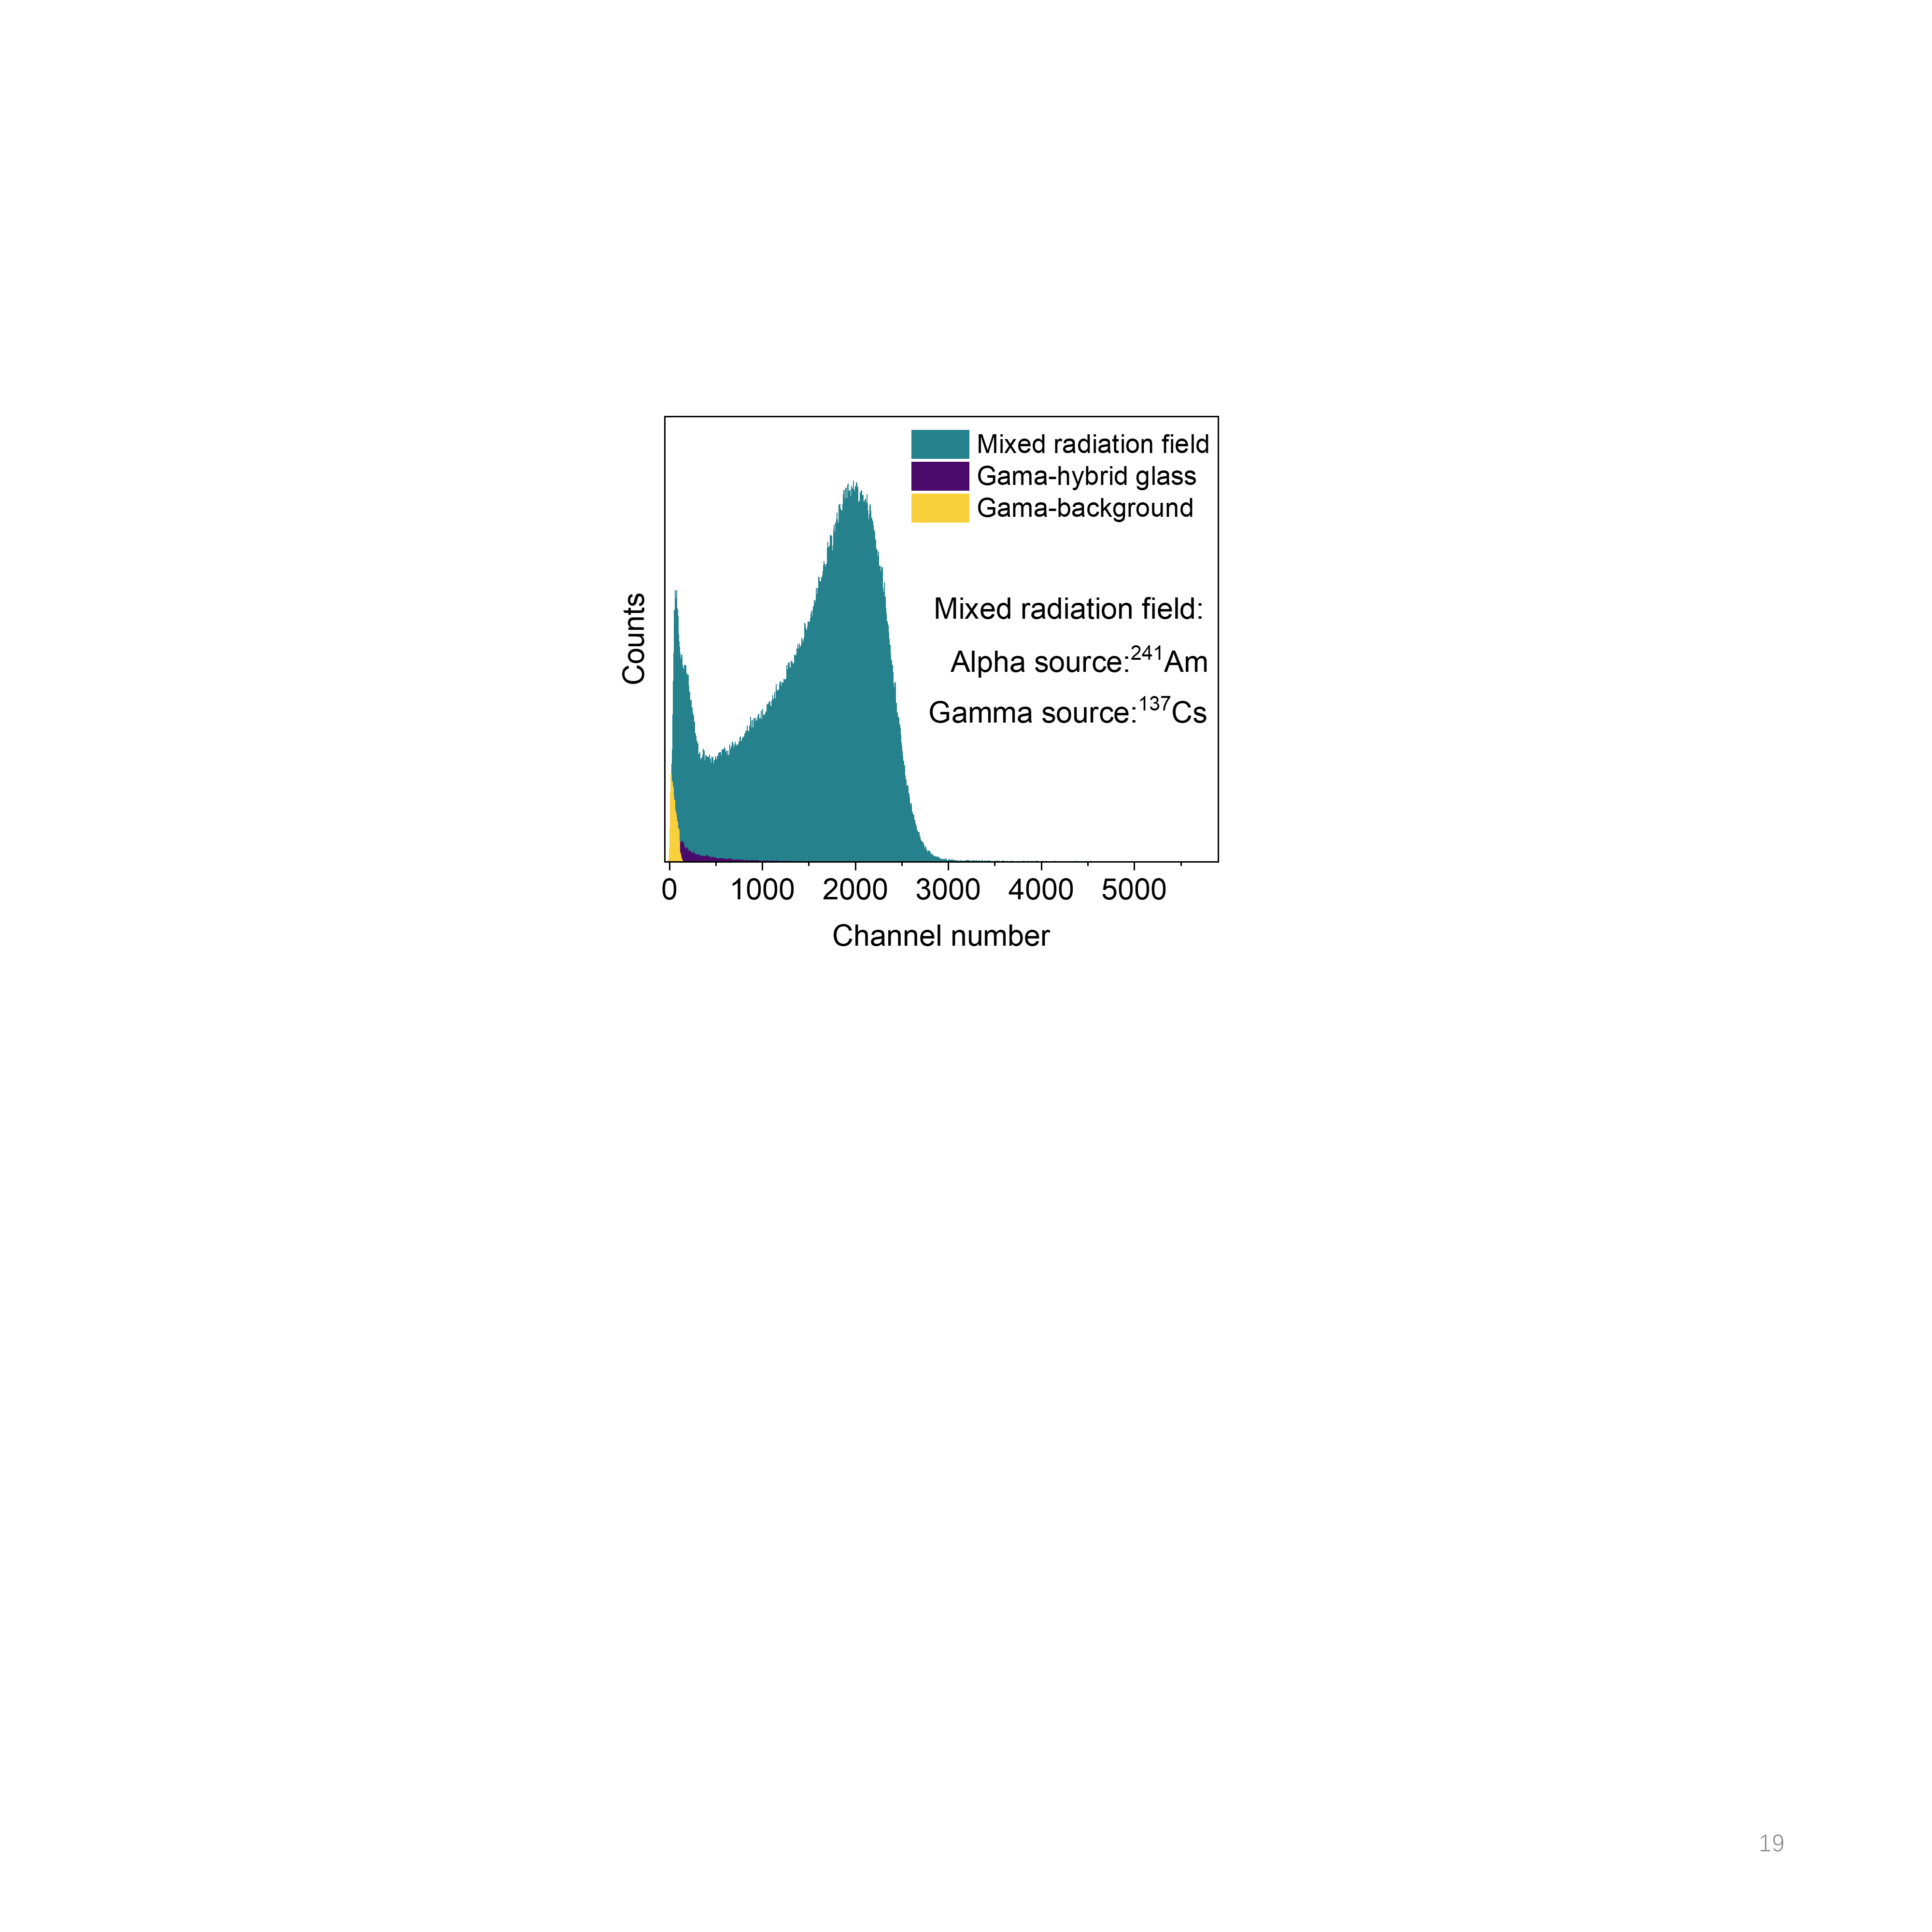 Mixed radiation field
Gama-hybrid glass
Gama-background
Mixed radiation field:
Alpha source:²⁴¹Am
Gamma source:¹³⁷Cs
Counts
0 1000 2000 3000 4000 5000
Channel number
19